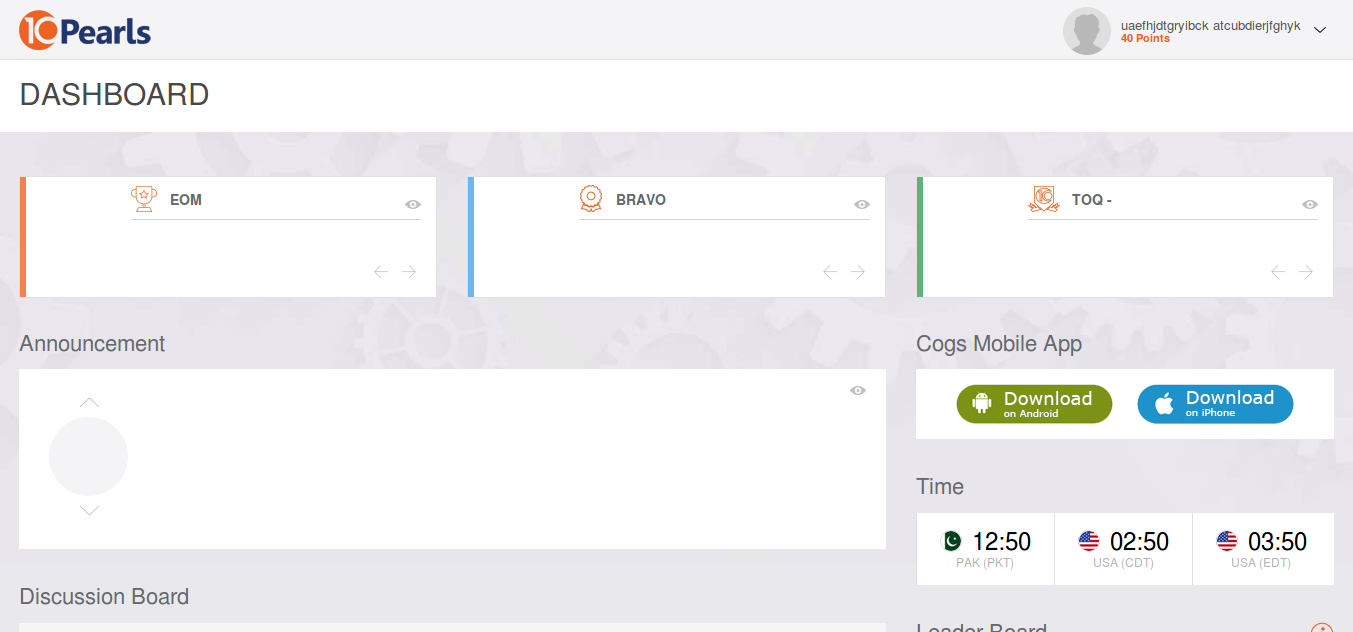 10Pearls
uaefhjdtgryibck atcubdierjfghyk
40 Points
DASHBOARD
EOM
BRAVO
TOQ -
Announcement
Cogs Mobile App
Download
on Android
Download
on iPhone
Time
12:50
PAK (PKT)
02:50
USA (CDT)
03:50
USA (EDT)
Discussion Board
Leader Board